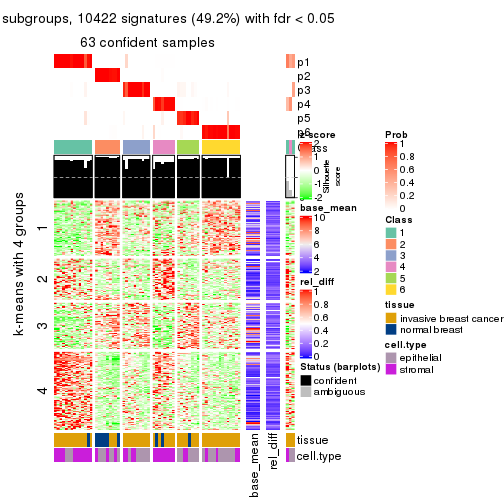 subgroups, 10422 signatures (49.2%) with fdr < 0.05
63 confident samples
p1
p2
p3
p4
p5
p6
Class
z-score
2
1
0
-1
-2
Silhouette
score
Prob
1
0.8
0.6
0.4
0.2
0
k-means with 4 groups
1
2
3
4
base_mean
10
8
6
4
2
Class
1
2
3
4
5
6
rel_diff
1
0.8
0.6
0.4
0.2
0
tissue
invasive breast cancer
normal breast
cell.type
epithelial
stromal
Status (barplots)
confident
ambiguous
tissue
cell.type
base_mean
rel_diff